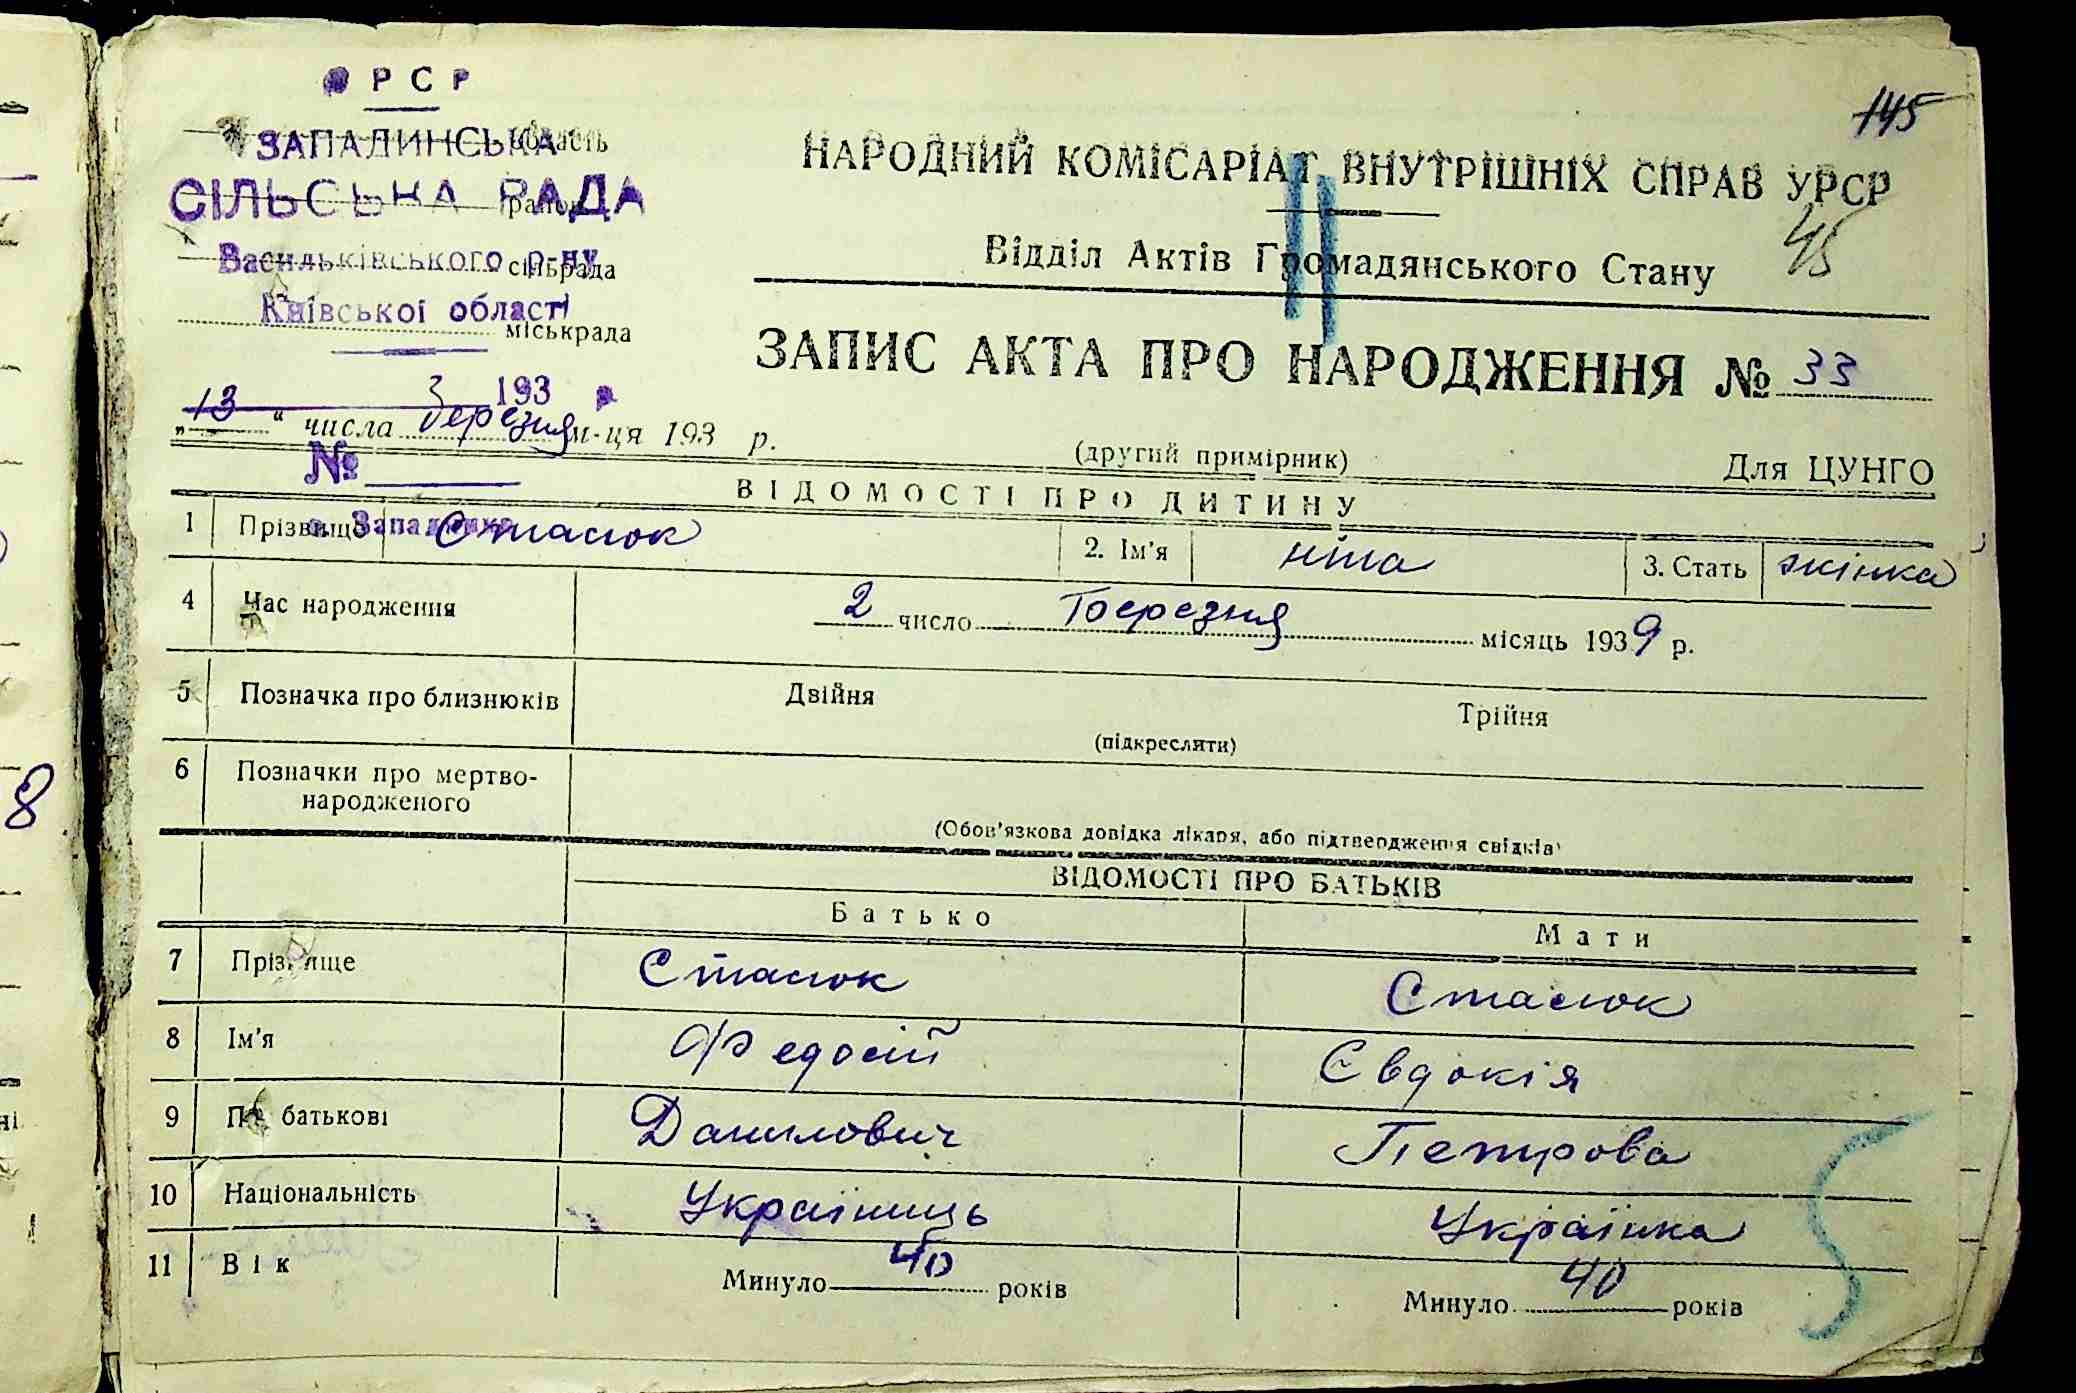 РСР
ЗАПАДИНСЬКА область
СІЛЬСЬКА РАДА район
Васильківського р-ну сільрада
Київської області міськрада
145
НАРОДНИЙ КОМІСАРІАТ ВНУТРІШНІХ СПРАВ УРСР
45
Відділ Актів Громадянського Стану
ЗАПИС АКТА ПРО НАРОДЖЕННЯ № 33
3 193
„13“ числа березня м-ця 193 р.
№
(другий примірник)
Для ЦУНГО
ВІДОМОСТІ ПРО ДИТИНУ
с. Западинка
1 Прізвище Стасюк 2. Ім'я ніна 3. Стать жінка
4 Час народження 2 число Березня місяць 1939 р.
5 Позначка про близнюків Двійня Трійня
(підкреслити)
6 Позначки про мертво-
народженого
(Обов'язкова довідка лікаря, або підтвердження свідків)
ВІДОМОСТІ ПРО БАТЬКІВ
Батько Мати
7 Прізвище Стасюк Стасюк
8 Ім'я Федосій Євдокія
9 По батькові Данилович Петрова
10 Національність Українць Українка
11 Вік Минуло 40 років Минуло 40 років
8